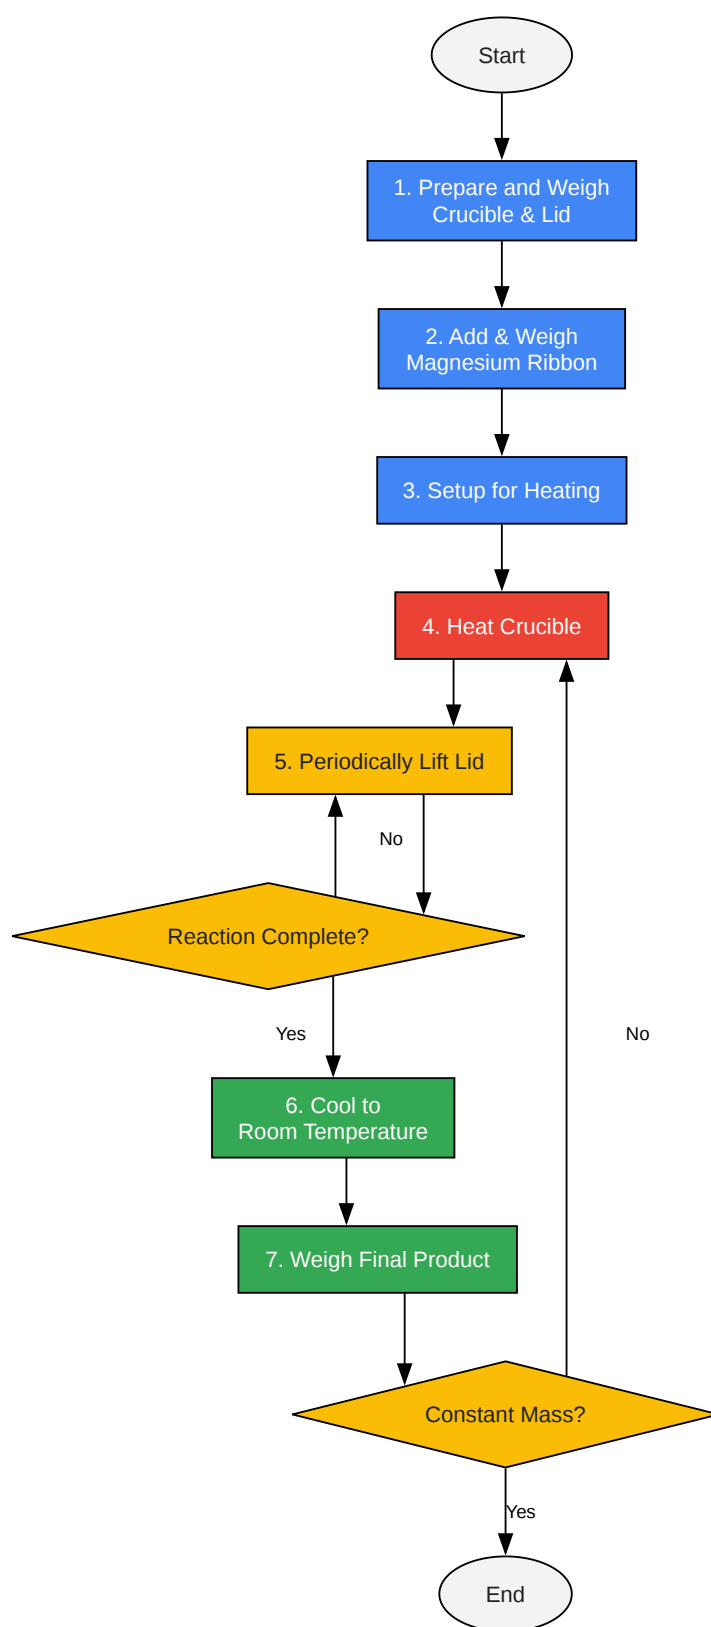 Start
1. Prepare and Weigh
Crucible & Lid
2. Add & Weigh
Magnesium Ribbon
3. Setup for Heating
4. Heat Crucible
5. Periodically Lift Lid
No
Reaction Complete?
Yes
No
6. Cool to
Room Temperature
7. Weigh Final Product
Constant Mass?
Yes
End